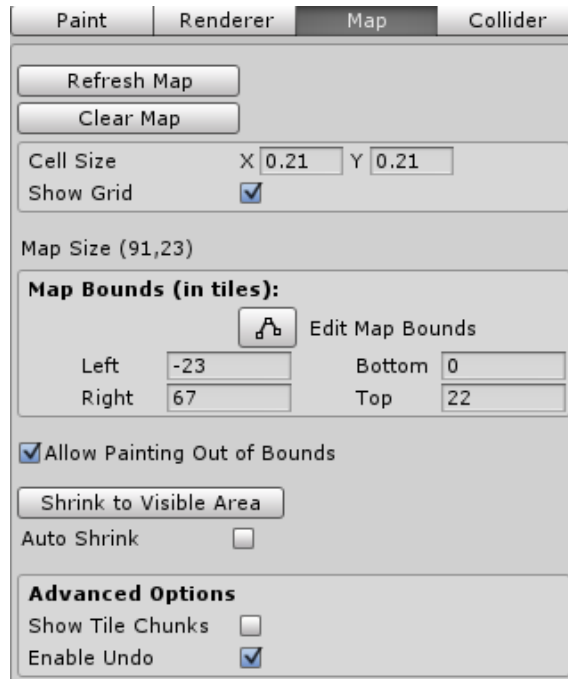 Paint Renderer Map Collider
Refresh Map
Clear Map
Cell Size X 0.21 Y 0.21
Show Grid
Map Size (91,23)
Map Bounds (in tiles):
Edit Map Bounds
Left -23 Bottom 0
Right 67 Top 22
Allow Painting Out of Bounds
Shrink to Visible Area
Auto Shrink
Advanced Options
Show Tile Chunks
Enable Undo